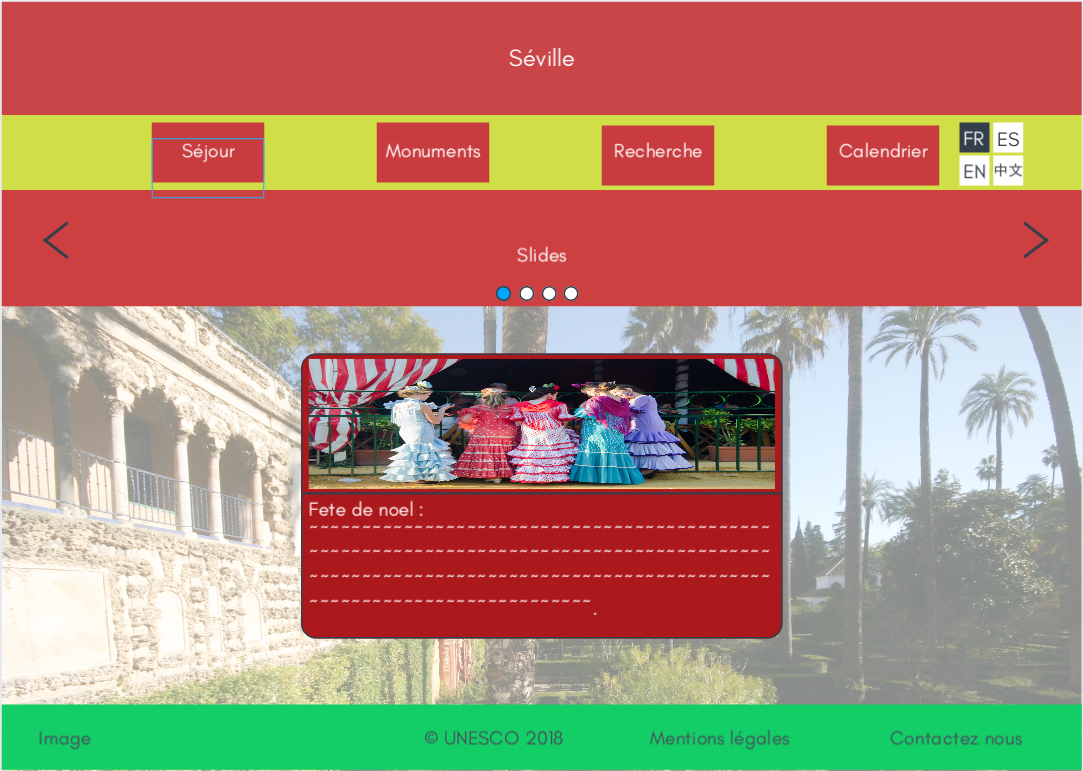 Séville
Séjour
Monuments
Recherche
Calendrier
FR
ES
EN
中文
Slides
Fete de noel :
~~~~~~~~~~~~~~~~~~~~~~~~~~~~~~~~~~~~~~~~~~~~
~~~~~~~~~~~~~~~~~~~~~~~~~~~~~~~~~~~~~~~~~~~~
~~~~~~~~~~~~~~~~~~~~~~~~~~~~~~~~~~~~~~~~~~~~
~~~~~~~~~~~~~~~~~~~~~~~~~~~.
Image
© UNESCO 2018
Mentions légales
Contactez nous